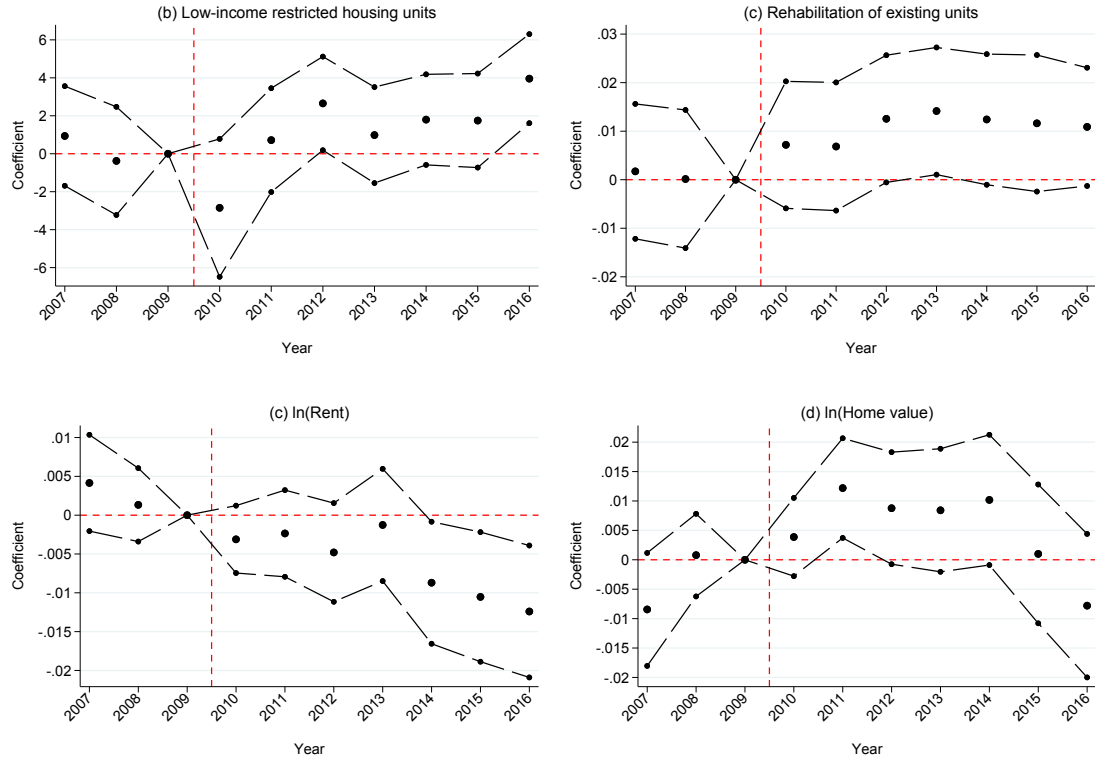 (b) Low-income restricted housing units
Coefficient
6
4
2
0
-2
-4
-6
2007 2008 2009 2010 2011 2012 2013 2014 2015 2016
Year
(c) Rehabilitation of existing units
Coefficient
.03
.02
.01
0
-.01
-.02
2007 2008 2009 2010 2011 2012 2013 2014 2015 2016
Year
(c) ln(Rent)
Coefficient
.01
.005
0
-.005
-.01
-.015
-.02
2007 2008 2009 2010 2011 2012 2013 2014 2015 2016
Year
(d) ln(Home value)
Coefficient
.02
.015
.01
.005
0
-.005
-.01
-.015
-.02
2007 2008 2009 2010 2011 2012 2013 2014 2015 2016
Year